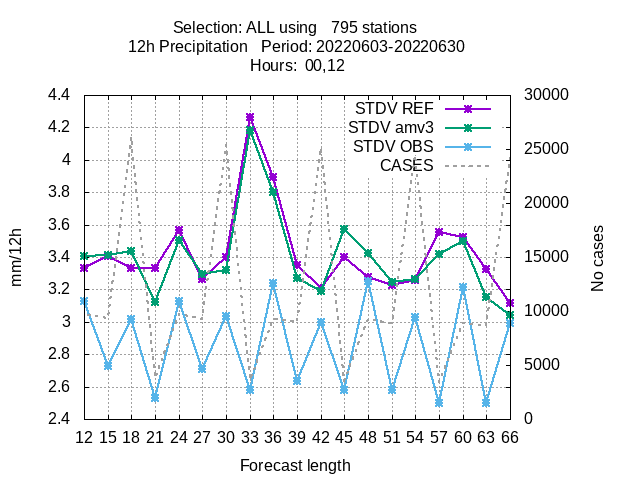 Selection: ALL using   795 stations
12h Precipitation   Period: 20220603-20220630
Hours:  00,12
STDV REF
STDV amv3
STDV OBS
CASES
mm/12h
4.4
4.2
4
3.8
3.6
3.4
3.2
3
2.8
2.6
2.4
30000
25000
20000
15000
10000
5000
0
No cases
12 15 18 21 24 27 30 33 36 39 42 45 48 51 54 57 60 63 66
Forecast length